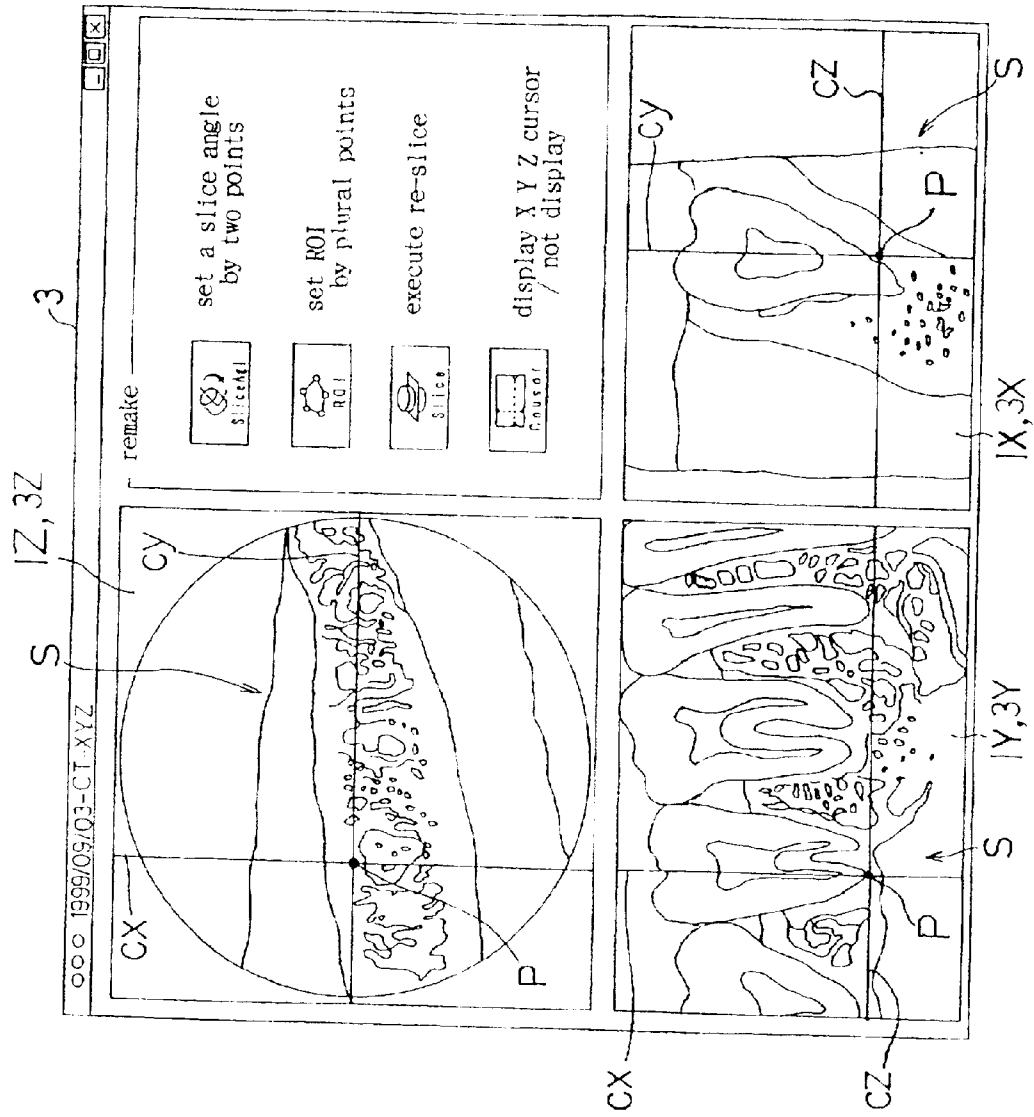 3
○○○ 1999/09/03-CT-XYZ
1Z,3Z
S
CX
Cy
P
remake
SliceAgl
set a slice angle
by two points
ROI
set ROI
by plural points
Slice
execute re-slice
display X Y Z cursor
/ not display
CX
CZ
P
S
1Y,3Y
Cy
CZ
P
S
1X,3X